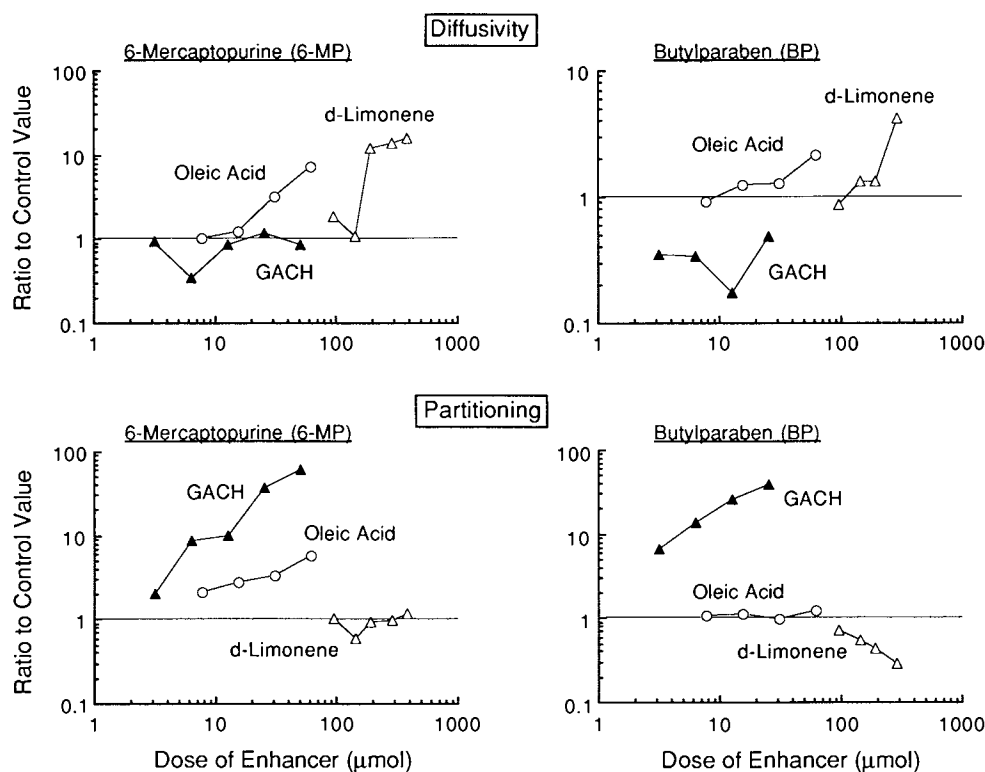 Diffusivity
6-Mercaptopurine (6-MP)
Ratio to Control Value
100
10
1
0.1
d-Limonene
Oleic Acid
GACH
1
10
100
1000
Butylparaben (BP)
10
1
0.1
d-Limonene
Oleic Acid
GACH
1
10
100
1000
Partitioning
6-Mercaptopurine (6-MP)
Ratio to Control Value
100
10
1
0.1
GACH
Oleic Acid
d-Limonene
1
10
100
1000
Dose of Enhancer (μmol)
Butylparaben (BP)
100
10
1
0.1
GACH
Oleic Acid
d-Limonene
1
10
100
1000
Dose of Enhancer (μmol)